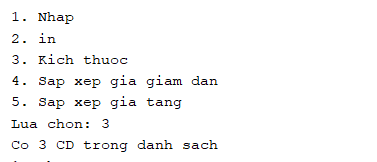 1. Nhap
2. in
3. Kich thuoc
4. Sap xep gia giam dan
5. Sap xep gia tang
Lua chon: 3
Co 3 CD trong danh sach